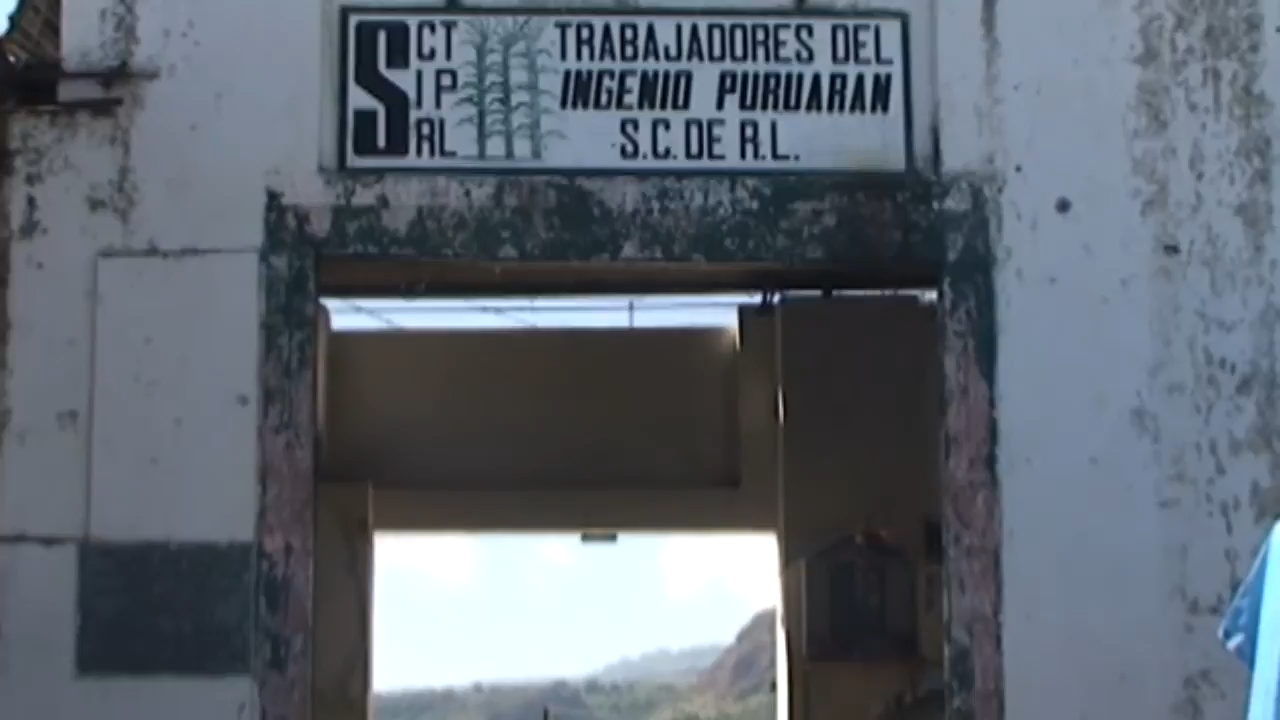 SCT
SIP
SRL
TRABAJADORES DEL
INGENIO PURUARAN
S.C. DE R.L.